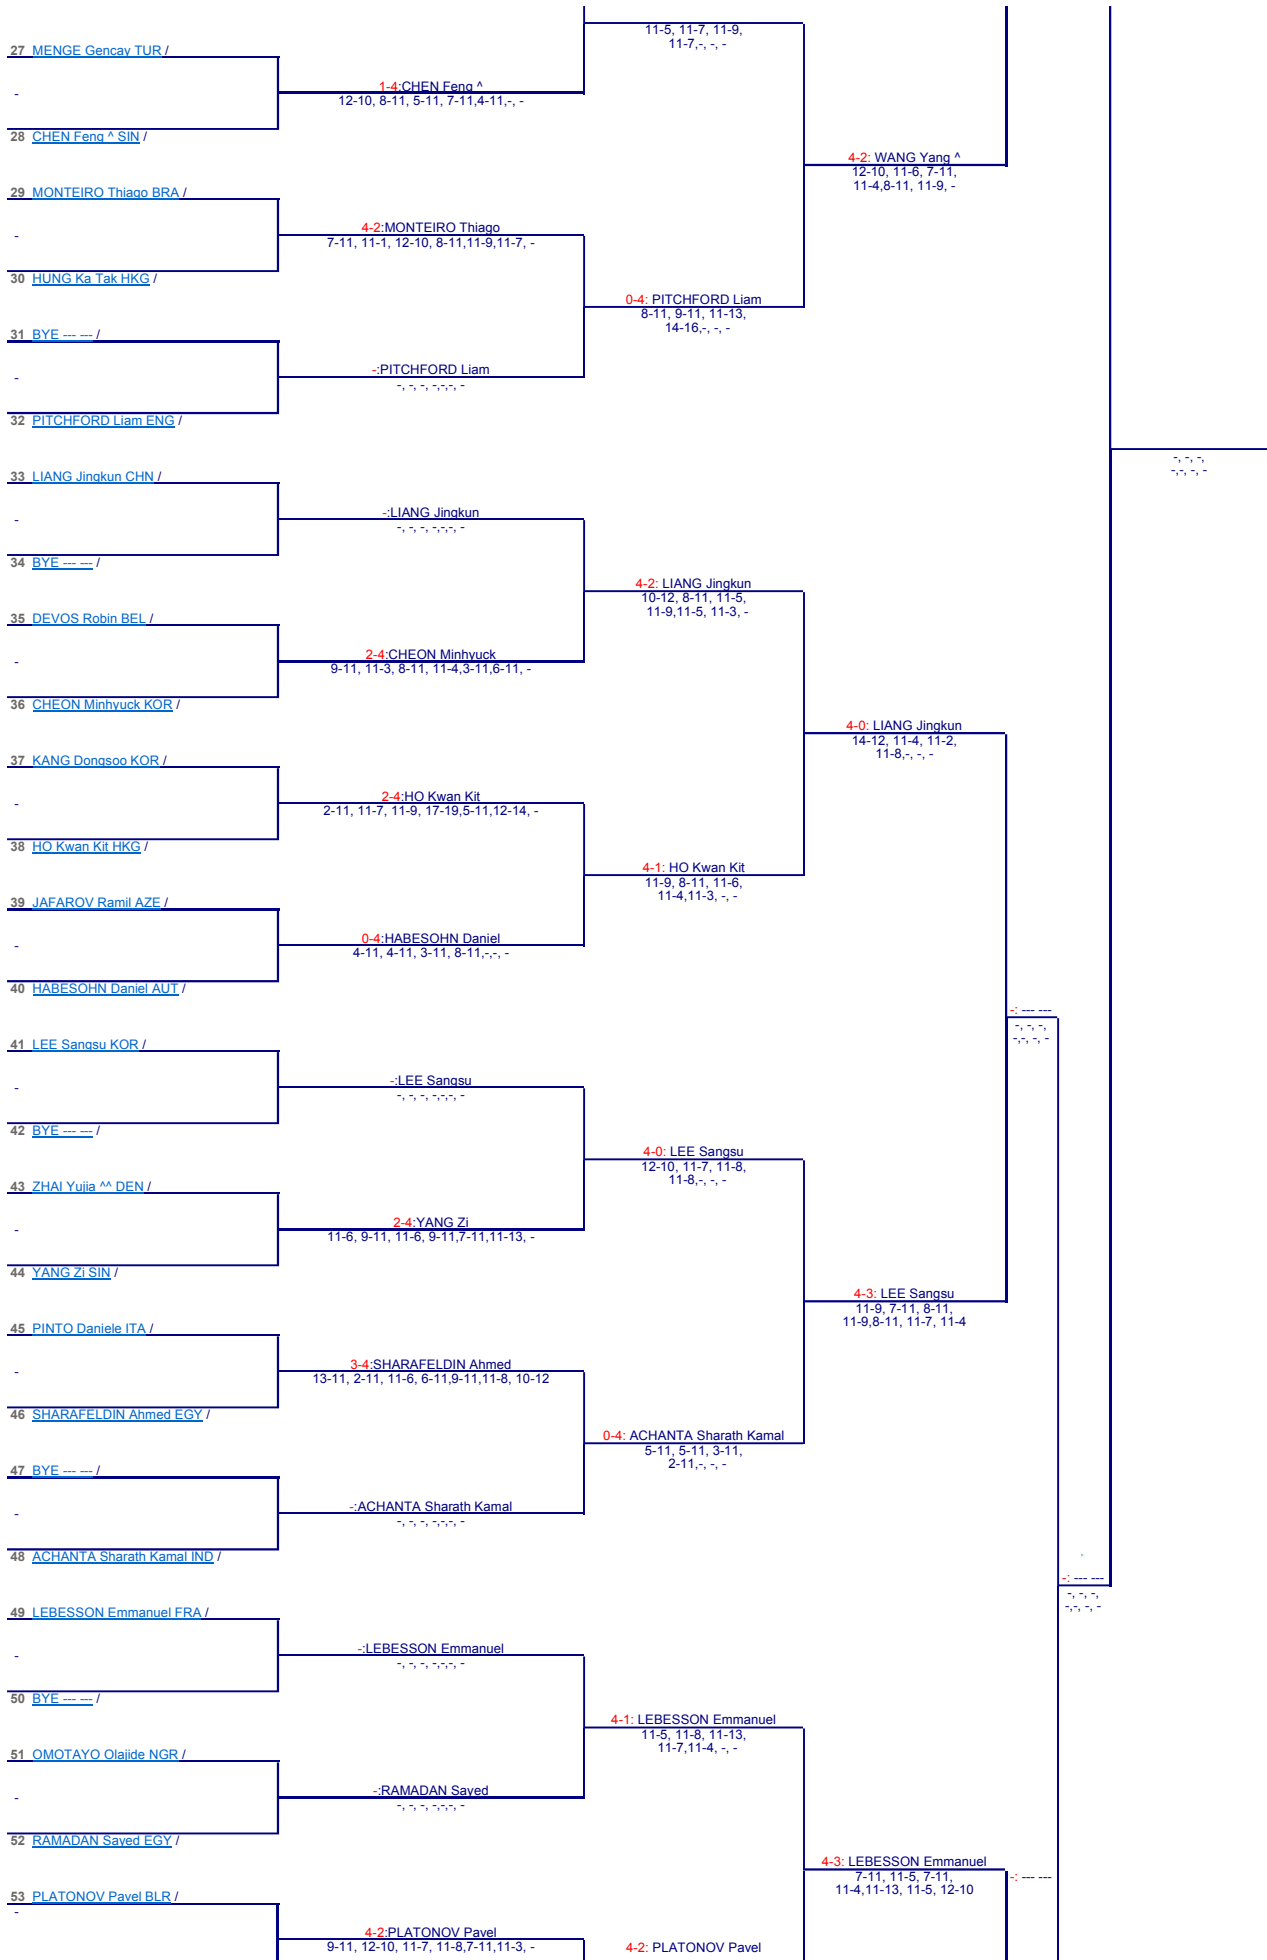 11-5, 11-7, 11-9,
11-7,-, -, -
27 MENGE Gencay TUR /
-
1-4:CHEN Feng ^
12-10, 8-11, 5-11, 7-11,4-11,-, -
28 CHEN Feng ^ SIN /
4-2: WANG Yang ^
12-10, 11-6, 7-11,
11-4,8-11, 11-9, -
29 MONTEIRO Thiago BRA /
-
4-2:MONTEIRO Thiago
7-11, 11-1, 12-10, 8-11,11-9,11-7, -
30 HUNG Ka Tak HKG /
0-4: PITCHFORD Liam
8-11, 9-11, 11-13,
14-16,-, -, -
31 BYE --- --- /
-
-:PITCHFORD Liam
-, -, -, -,-,-, -
32 PITCHFORD Liam ENG /
-, -, -,
-,-, -, -
33 LIANG Jingkun CHN /
-
-:LIANG Jingkun
-, -, -, -,-,-, -
34 BYE --- --- /
4-2: LIANG Jingkun
10-12, 8-11, 11-5,
11-9,11-5, 11-3, -
35 DEVOS Robin BEL /
-
2-4:CHEON Minhyuck
9-11, 11-3, 8-11, 11-4,3-11,6-11, -
36 CHEON Minhyuck KOR /
4-0: LIANG Jingkun
14-12, 11-4, 11-2,
11-8,-, -, -
37 KANG Dongsoo KOR /
-
2-4:HO Kwan Kit
2-11, 11-7, 11-9, 17-19,5-11,12-14, -
38 HO Kwan Kit HKG /
4-1: HO Kwan Kit
11-9, 8-11, 11-6,
11-4,11-3, -, -
39 JAFAROV Ramil AZE /
-
0-4:HABESOHN Daniel
4-11, 4-11, 3-11, 8-11,-,-, -
40 HABESOHN Daniel AUT /
-: --- ---
-, -, -,
-,-, -, -
41 LEE Sangsu KOR /
-
-:LEE Sangsu
-, -, -, -,-,-, -
42 BYE --- --- /
4-0: LEE Sangsu
12-10, 11-7, 11-8,
11-8,-, -, -
43 ZHAI Yujia ^^ DEN /
-
2-4:YANG Zi
11-6, 9-11, 11-6, 9-11,7-11,11-13, -
44 YANG Zi SIN /
4-3: LEE Sangsu
11-9, 7-11, 8-11,
11-9,8-11, 11-7, 11-4
45 PINTO Daniele ITA /
-
3-4:SHARAFELDIN Ahmed
13-11, 2-11, 11-6, 6-11,9-11,11-8, 10-12
46 SHARAFELDIN Ahmed EGY /
0-4: ACHANTA Sharath Kamal
5-11, 5-11, 3-11,
2-11,-, -, -
47 BYE --- --- /
-
-:ACHANTA Sharath Kamal
-, -, -, -,-,-, -
48 ACHANTA Sharath Kamal IND /
-: --- ---
-, -, -,
-,-, -, -
49 LEBESSON Emmanuel FRA /
-
-:LEBESSON Emmanuel
-, -, -, -,-,-, -
50 BYE --- --- /
4-1: LEBESSON Emmanuel
11-5, 11-8, 11-13,
11-7,11-4, -, -
51 OMOTAYO Olajide NGR /
-
-:RAMADAN Sayed
-, -, -, -,-,-, -
52 RAMADAN Sayed EGY /
4-3: LEBESSON Emmanuel
7-11, 11-5, 7-11,
11-4,11-13, 11-5, 12-10
-: --- ---
53 PLATONOV Pavel BLR /
-
4-2:PLATONOV Pavel
9-11, 12-10, 11-7, 11-8,7-11,11-3, -
4-2: PLATONOV Pavel